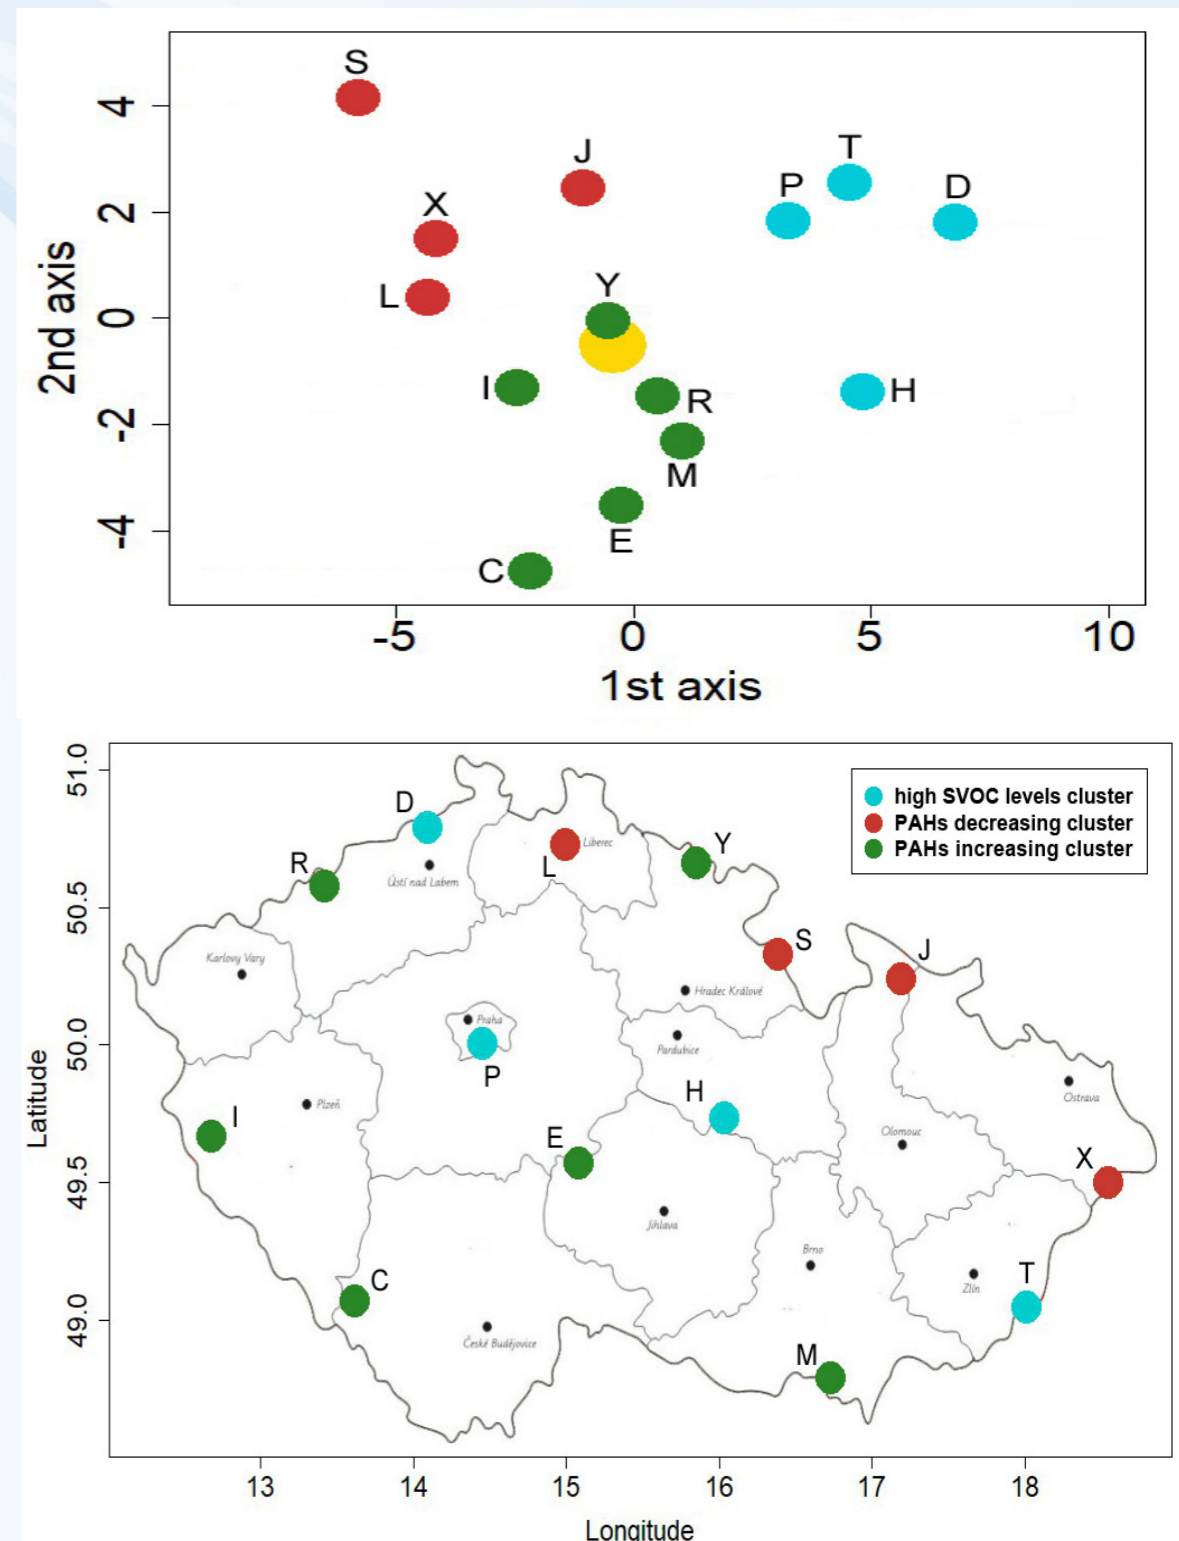 S
J
T
P
D
X
L
Y
I
R
H
M
E
C
4
2
0
-2
-4
2nd axis
-5 0 5 10
1st axis
51.0
50.5
50.0
49.5
49.0
Latitude
high SVOC levels cluster
PAHs decreasing cluster
PAHs increasing cluster
D
Y
Liberec
L
R
Ústí nad Labem
S
J
Karlovy Vary
Hradec Králové
Praha
Pardubice
P
H
Ostrava
Plzeň
I
E
Olomouc
X
Jihlava
Brno
C
T
Zlín
České Budějovice
M
13 14 15 16 17 18
Longitude